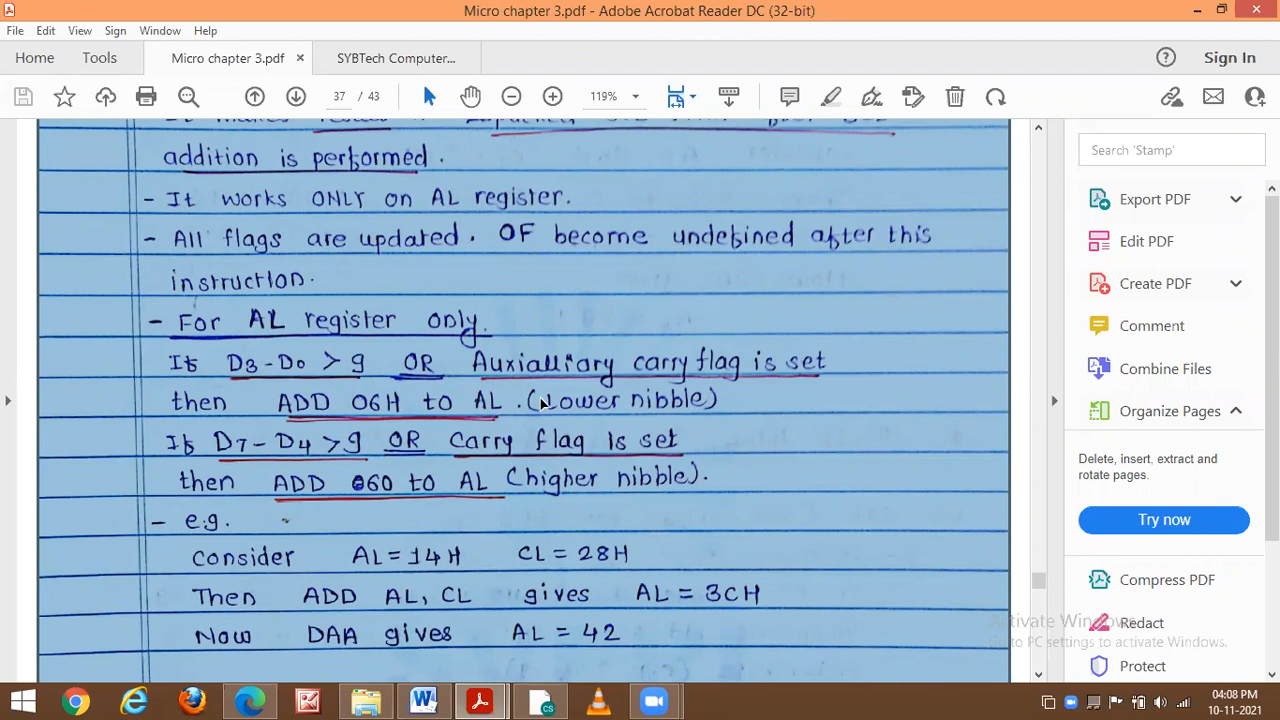 Micro chapter 3.pdf - Adobe Acrobat Reader DC (32-bit)
File Edit View Sign Window Help
Home Tools Micro chapter 3.pdf × SYBTech Computer... Sign In
37 / 43 119%
addition is performed.
- It works ONLY on AL register.
- All flags are updated. OF become undefined after this
instruction.
- For AL register only.
If D3-D0 > 9 OR Auxialliary carry flag is set
then ADD 06H to AL. (Lower nibble)
If D7-D4 > 9 OR Carry flag is set
then ADD 060 to AL (higher nibble).
- e.g.
Consider AL=14H CL=28H
Then ADD AL, CL gives AL = 3CH
Now DAA gives AL = 42
Search 'Stamp'
Export PDF
Edit PDF
Create PDF
Comment
Combine Files
Organize Pages
Delete, insert, extract and
rotate pages.
Try now
Compress PDF
Redact
Protect
Activate Windows
Go to PC settings to activate Windows.
04:08 PM
10-11-2021